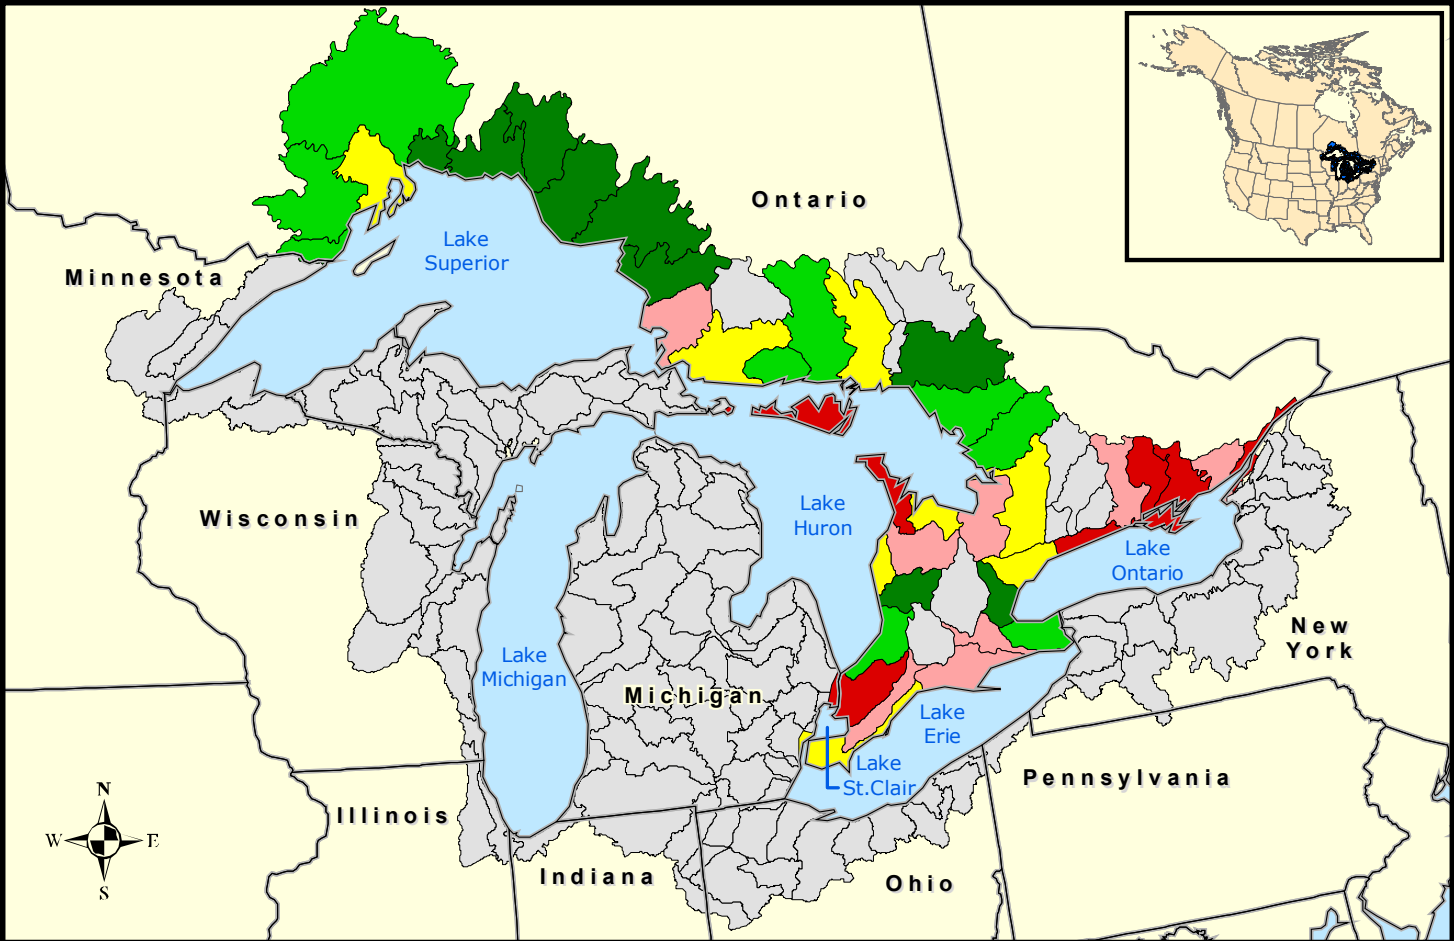 Ontario
Lake
Superior
Minnesota
Lake
Huron
Wisconsin
Lake
Ontario
New
York
Lake
Michigan
Michigan
Lake
Erie
Lake
St.Clair
Pennsylvania
Illinois
N
W
E
S
Indiana
Ohio